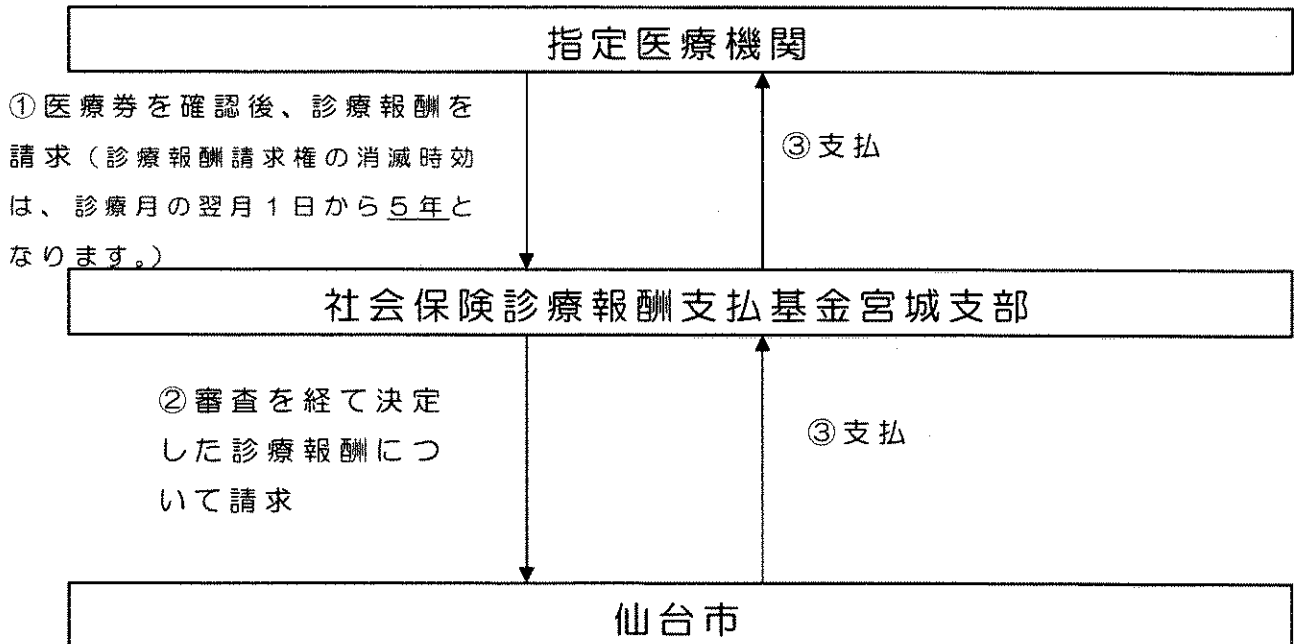 指定医療機関
①医療券を確認後、診療報酬を
請求（診療報酬請求権の消滅時効
は、診療月の翌月1日から5年と
なります。）
③支払
社会保険診療報酬支払基金宮城支部
②審査を経て決定
した診療報酬につ
いて請求
③支払
仙台市